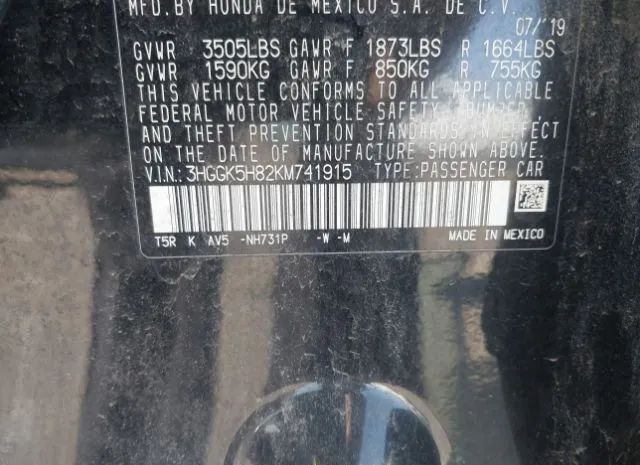 MFD.BY HONDA DE MEXICO S.A. DE C.V.
07/'19
GVWR 3505LBS GAWR F 1873LBS R 1664LBS
GVWR 1590KG GAWR F 850KG R 755KG
THIS VEHICLE CONFORMS TO ALL APPLICABLE
FEDERAL MOTOR VEHICLE SAFETY, BUMPER,
AND THEFT PREVENTION STANDARDS IN EFFECT
ON THE DATE OF MANUFACTURE SHOWN ABOVE.
V.I.N.: 3HGGK5H82KM741915 TYPE:PASSENGER CAR
T5R K AV5 -NH731P -W -M MADE IN MEXICO